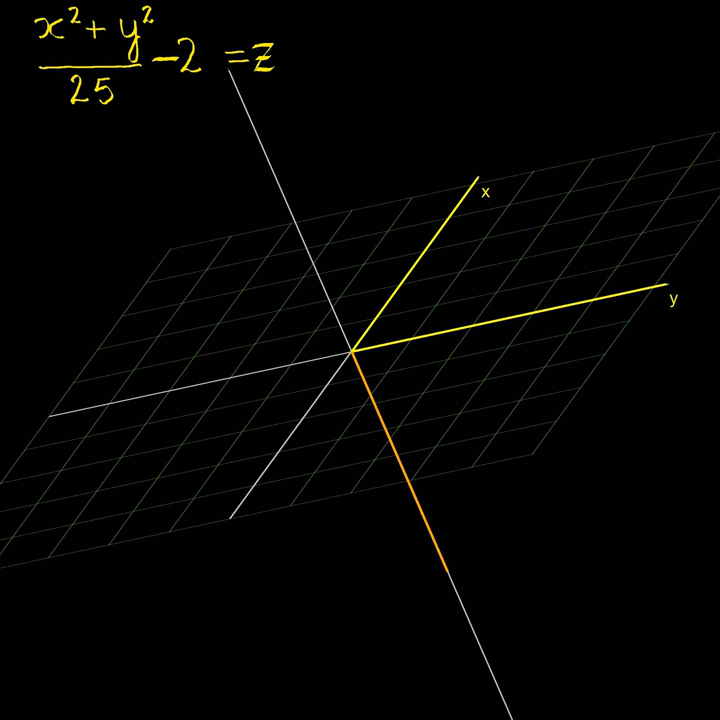 x² + y²
25
-2 = z
x
y